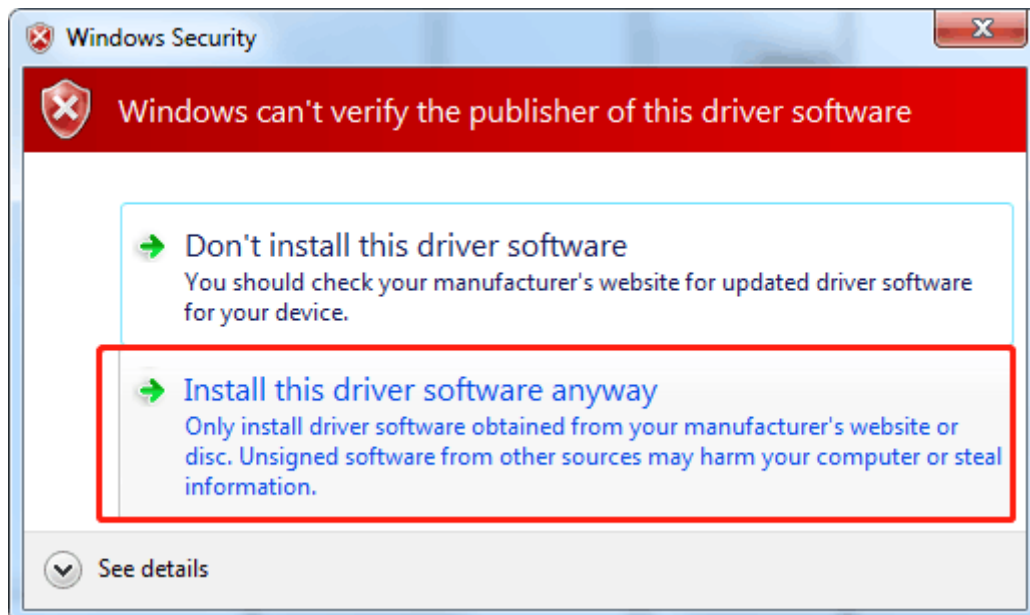 Windows Security
Windows can't verify the publisher of this driver software
Don't install this driver software
You should check your manufacturer's website for updated driver software
for your device.
Install this driver software anyway
Only install driver software obtained from your manufacturer's website or
disc. Unsigned software from other sources may harm your computer or steal
information.
See details